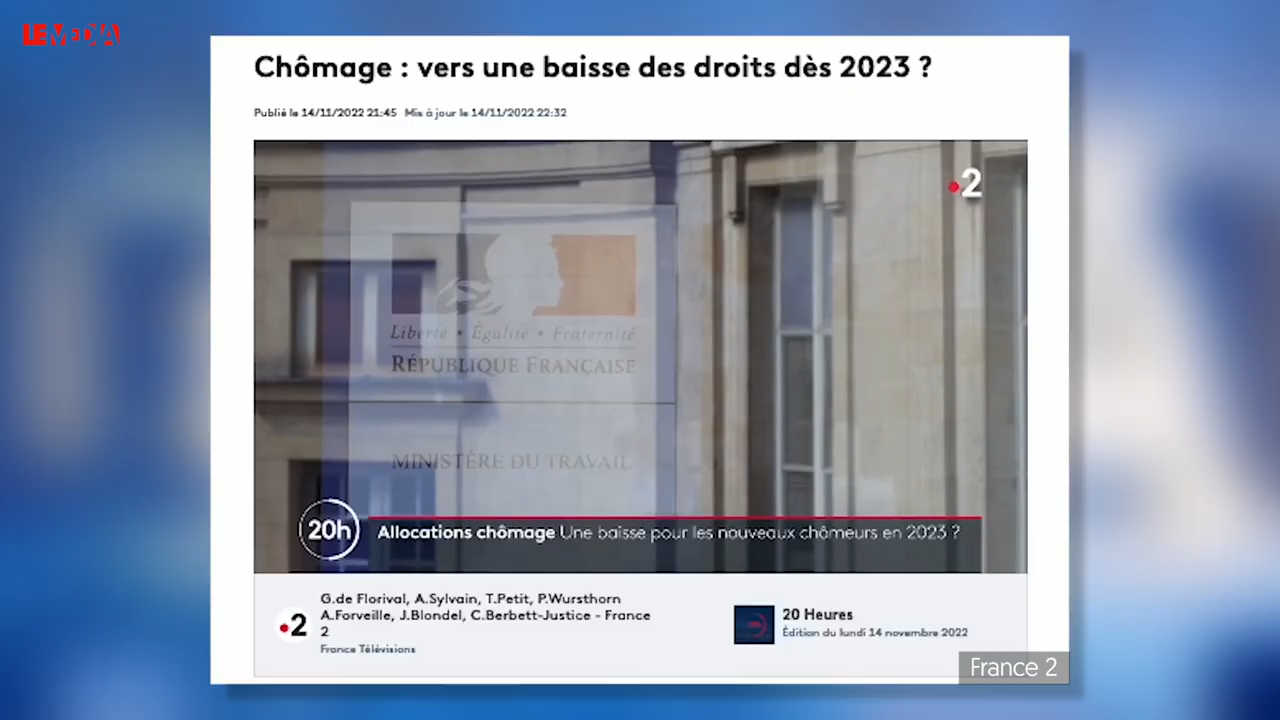 LEMEDIA
Chômage : vers une baisse des droits dès 2023 ?
Publié le 14/11/2022 21:45 Mis à jour le 14/11/2022 22:32
2
Liberté • Égalité • Fraternité
RÉPUBLIQUE FRANÇAISE
MINISTÈRE DU TRAVAIL
20h
Allocations chômage Une baisse pour les nouveaux chômeurs en 2023 ?
2
G.de Florival, A.Sylvain, T.Petit, P.Wursthorn
A.Forveille, J.Blondel, C.Berbett-Justice - France
2
France Télévisions
20 Heures
Édition du lundi 14 novembre 2022
France 2